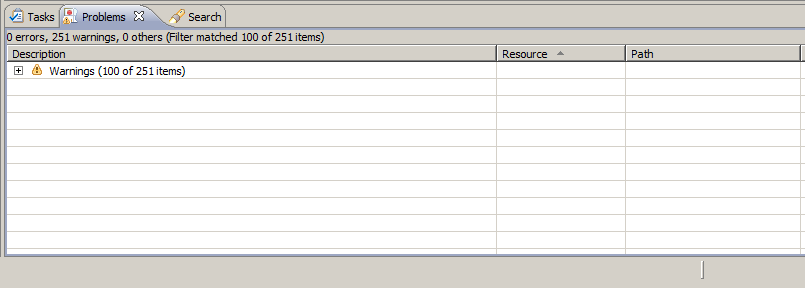 Tasks Problems Search
0 errors, 251 warnings, 0 others (Filter matched 100 of 251 items)
Description Resource Path
Warnings (100 of 251 items)